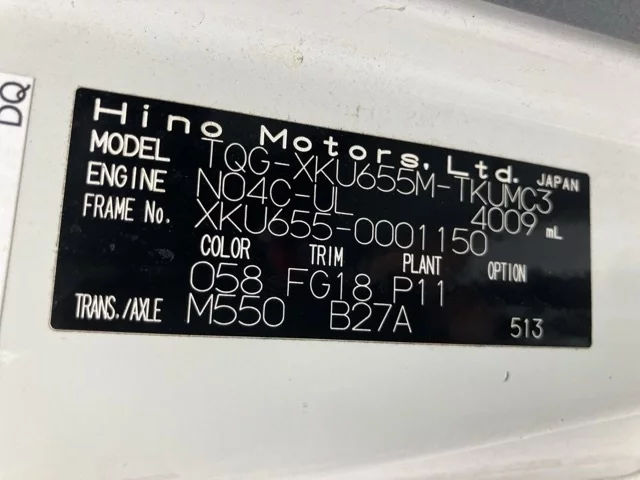 DQ
Hino Motors, Ltd. JAPAN
MODEL TQG-XKU655M-TKUMC3
ENGINE N04C-UL 4009 mL
FRAME No. XKU655-0001150
COLOR TRIM PLANT OPTION
058 FG18 P11
TRANS./AXLE M550 B27A 513